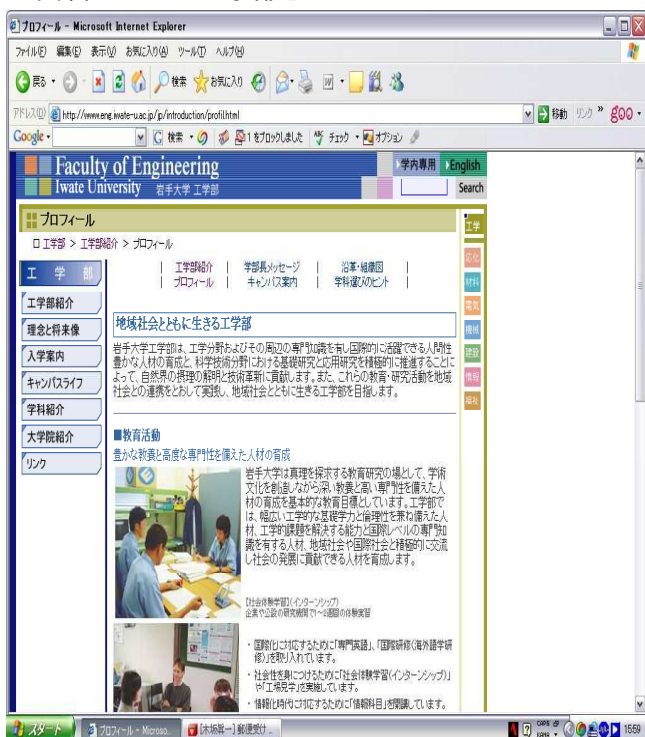 プロフィール - Microsoft Internet Explorer
ファイル(F) 編集(E) 表示(V) お気に入り(A) ツール(T) ヘルプ(H)
戻る 検索 お気に入り
アドレス(D) http://www.eng.iwate-u.ac.jp/jp/introduction/profil.html 移動 リンク » goo
Google 検索 1 をブロックしました チェック オプション
Faculty of Engineering 学内専用 English
Iwate University 岩手大学 工学部 Search
プロフィール
工学部 > 工学部紹介 > プロフィール
工学部
工学部紹介
理念と将来像
入学案内
キャンパスライフ
学科紹介
大学院紹介
リンク
| 工学部紹介 | 学部長メッセージ | 沿革・組織図 |
| プロフィール | キャンパス案内 | 学科選びのヒント |
地域社会とともに生きる工学部
岩手大学工学部は、工学分野およびその周辺の専門知識を有し国際的に活躍できる人間性
豊かな人材の育成と、科学技術分野における基礎研究と応用研究を積極的に推進することに
よって、自然界の摂理の解明と技術革新に貢献します。また、これらの教育・研究活動を地域
社会との連携をとおして実践し、地域社会とともに生きる工学部を目指します。
■教育活動
豊かな教養と高度な専門性を備えた人材の育成
岩手大学は真理を探求する教育研究の場として、学術
文化を創造しながら深い教養と高い専門性を備えた人
材の育成を基本的な教育目標としています。工学部で
は、幅広い工学的な基礎学力と倫理性を兼ね備えた人
材、工学的課題を解決する能力と国際レベルの専門知
識を有する人材、地域社会や国際社会と積極的に交流
し社会の発展に貢献できる人材を育成します。
【社会体験学習】(インターンシップ)
企業や公設の研究機関で1~2週間の体験実習
・国際化に対応するために「専門英語」、「国際研修(海外語学研
修)」を取り入れています。
・社会性を身につけるために「社会体験学習(インターンシップ)」
や「工場見学」を実施しています。
・情報化時代に対応するために「情報科目」を開講しています。
工学
応化
材料
電気
機械
建設
情報
福祉
スタート プロフィール - Microso... 【木坂眞一】郵便受け ... CAPS KANA 15:59